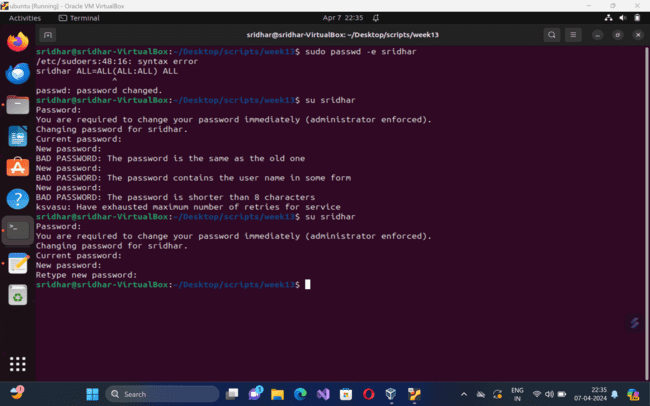 ubuntu [Running] - Oracle VM VirtualBox
Activities
Terminal
Apr 7 22:35
sridhar@sridhar-VirtualBox: ~/Desktop/scripts/week13
sridhar@sridhar-VirtualBox:~/Desktop/scripts/week13$ sudo passwd -e sridhar
/etc/sudoers:48:16: syntax error
sridhar ALL=ALL(ALL:ALL) ALL
^
passwd: password changed.
sridhar@sridhar-VirtualBox:~/Desktop/scripts/week13$ su sridhar
Password:
You are required to change your password immediately (administrator enforced).
Changing password for sridhar.
Current password:
New password:
BAD PASSWORD: The password is the same as the old one
New password:
BAD PASSWORD: The password contains the user name in some form
New password:
BAD PASSWORD: The password is shorter than 8 characters
ksvasu: Have exhausted maximum number of retries for service
sridhar@sridhar-VirtualBox:~/Desktop/scripts/week13$ su sridhar
Password:
You are required to change your password immediately (administrator enforced).
Changing password for sridhar.
Current password:
New password:
Retype new password:
sridhar@sridhar-VirtualBox:~/Desktop/scripts/week13$
Search
ENG
IN
22:35
07-04-2024